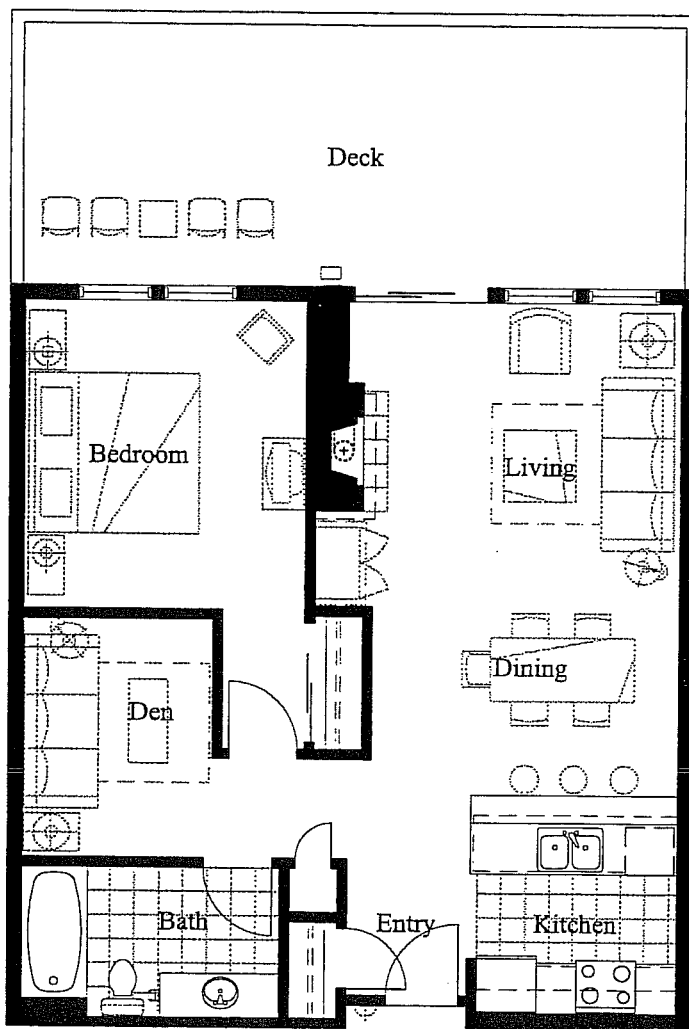 Deck
Bedroom
Living
Dining
Den
Bath
Entry
Kitchen